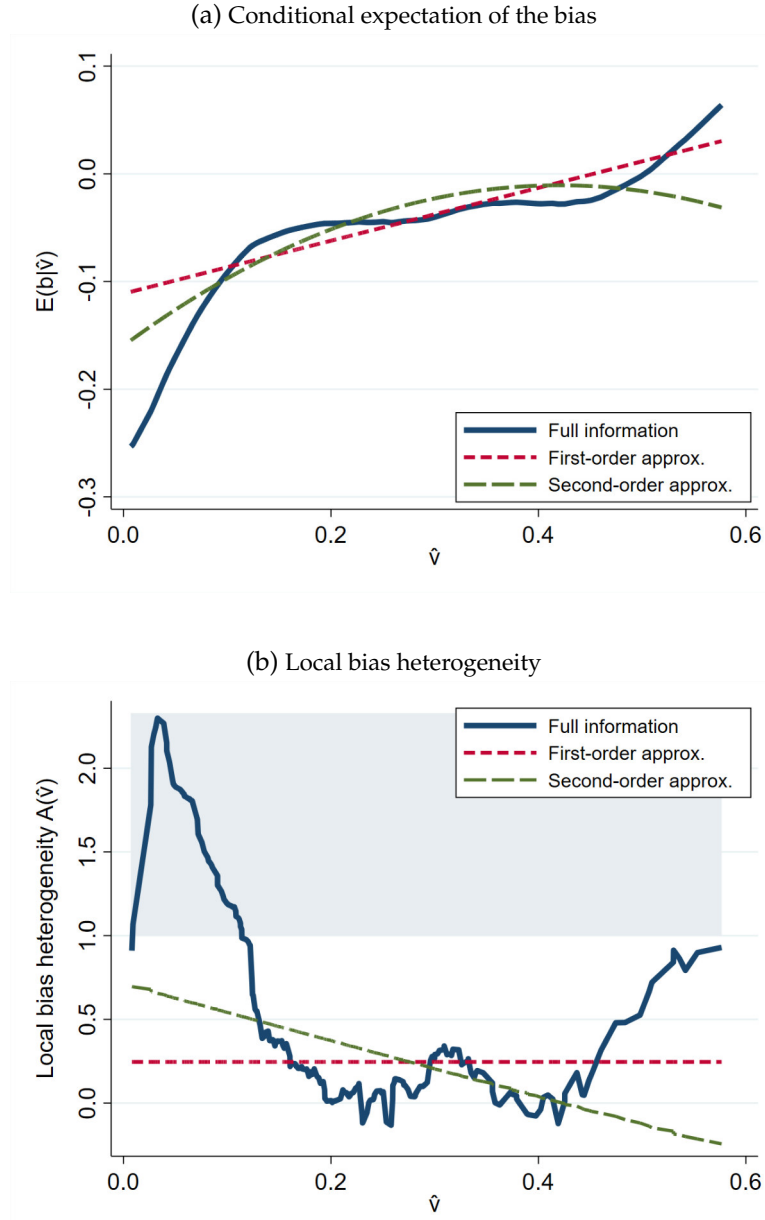 (a) Conditional expectation of the bias
0.1
0.0
-0.1
-0.2
-0.3
E(b|v̂)
Full information
First-order approx.
Second-order approx.
0.0 0.2 0.4 0.6
v̂
(b) Local bias heterogeneity
2.0
1.5
1.0
0.5
0.0
Local bias heterogeneity A(v̂)
Full information
First-order approx.
Second-order approx.
0.0 0.2 0.4 0.6
v̂